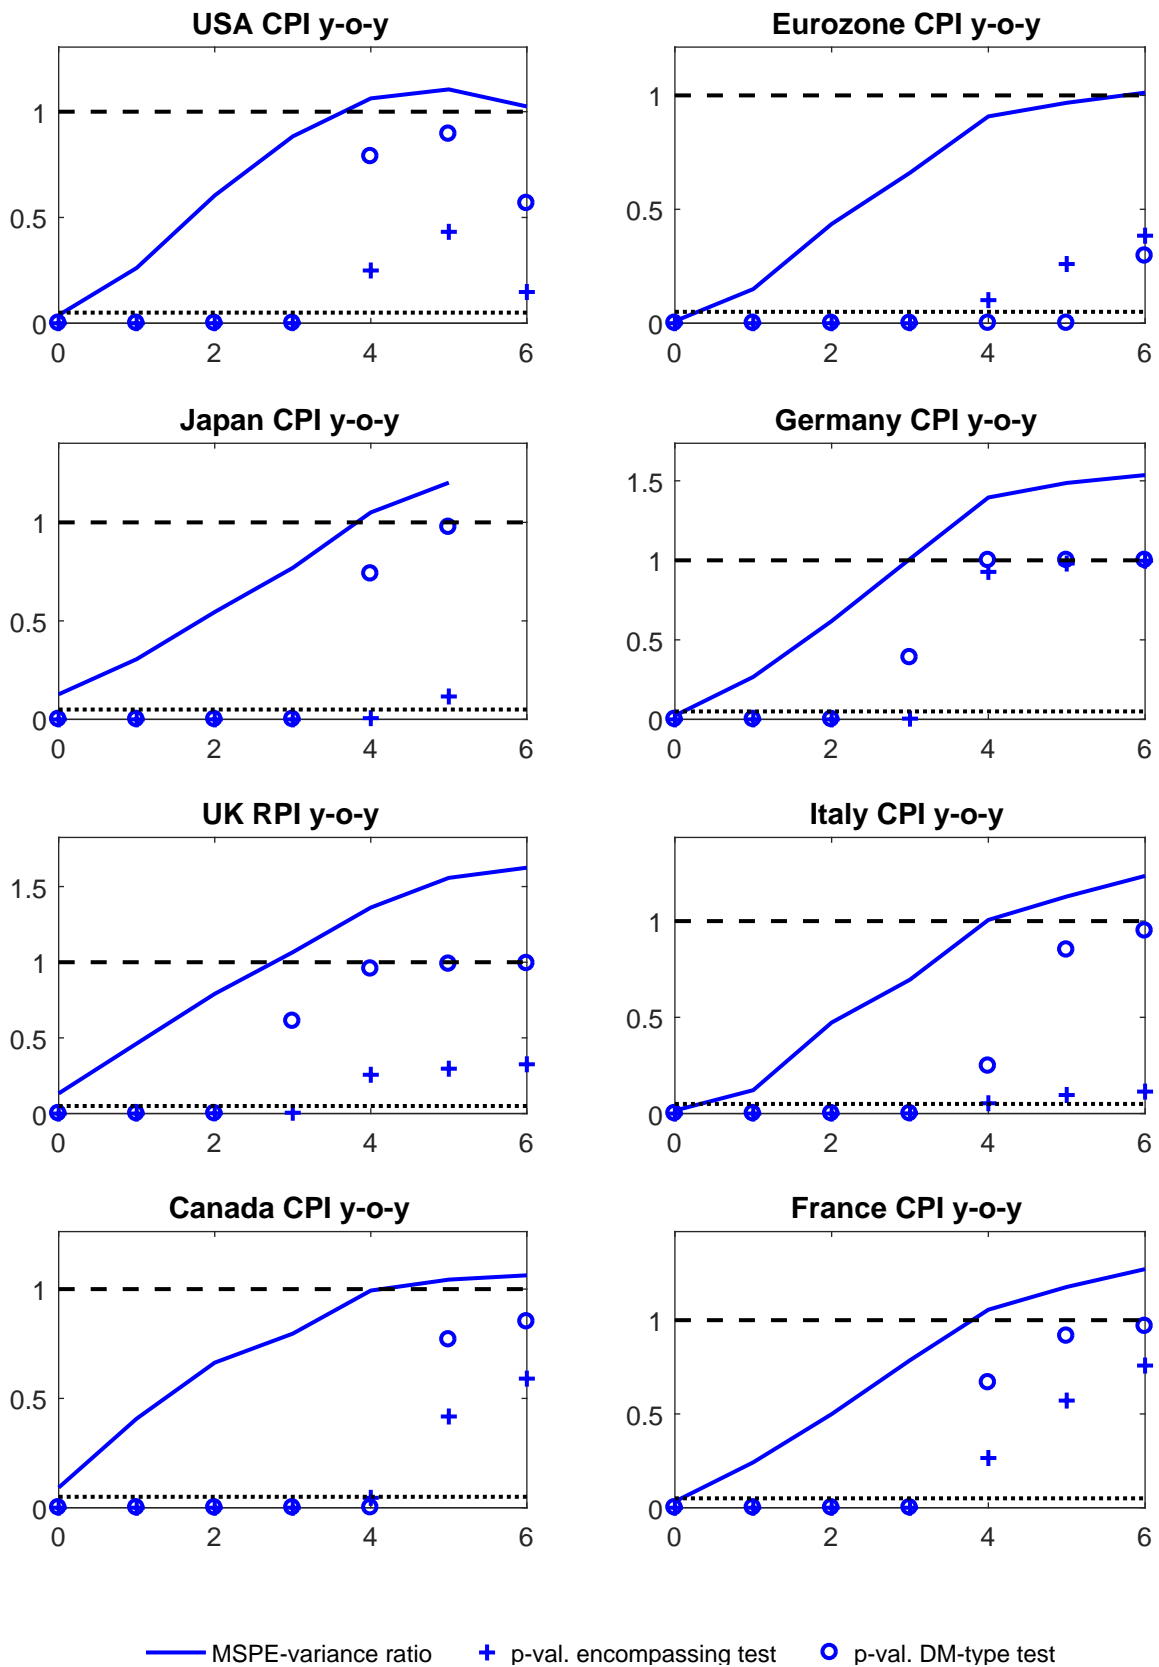 USA CPI y-o-y
Eurozone CPI y-o-y
1
0.5
0
0 2 4 6
1
0.5
0
0 2 4 6
Japan CPI y-o-y
Germany CPI y-o-y
1
0.5
0
0 2 4 6
1.5
1
0.5
0
0 2 4 6
UK RPI y-o-y
Italy CPI y-o-y
1.5
1
0.5
0
0 2 4 6
1
0.5
0
0 2 4 6
Canada CPI y-o-y
France CPI y-o-y
1
0.5
0
0 2 4 6
1
0.5
0
0 2 4 6
MSPE-variance ratio p-val. encompassing test p-val. DM-type test